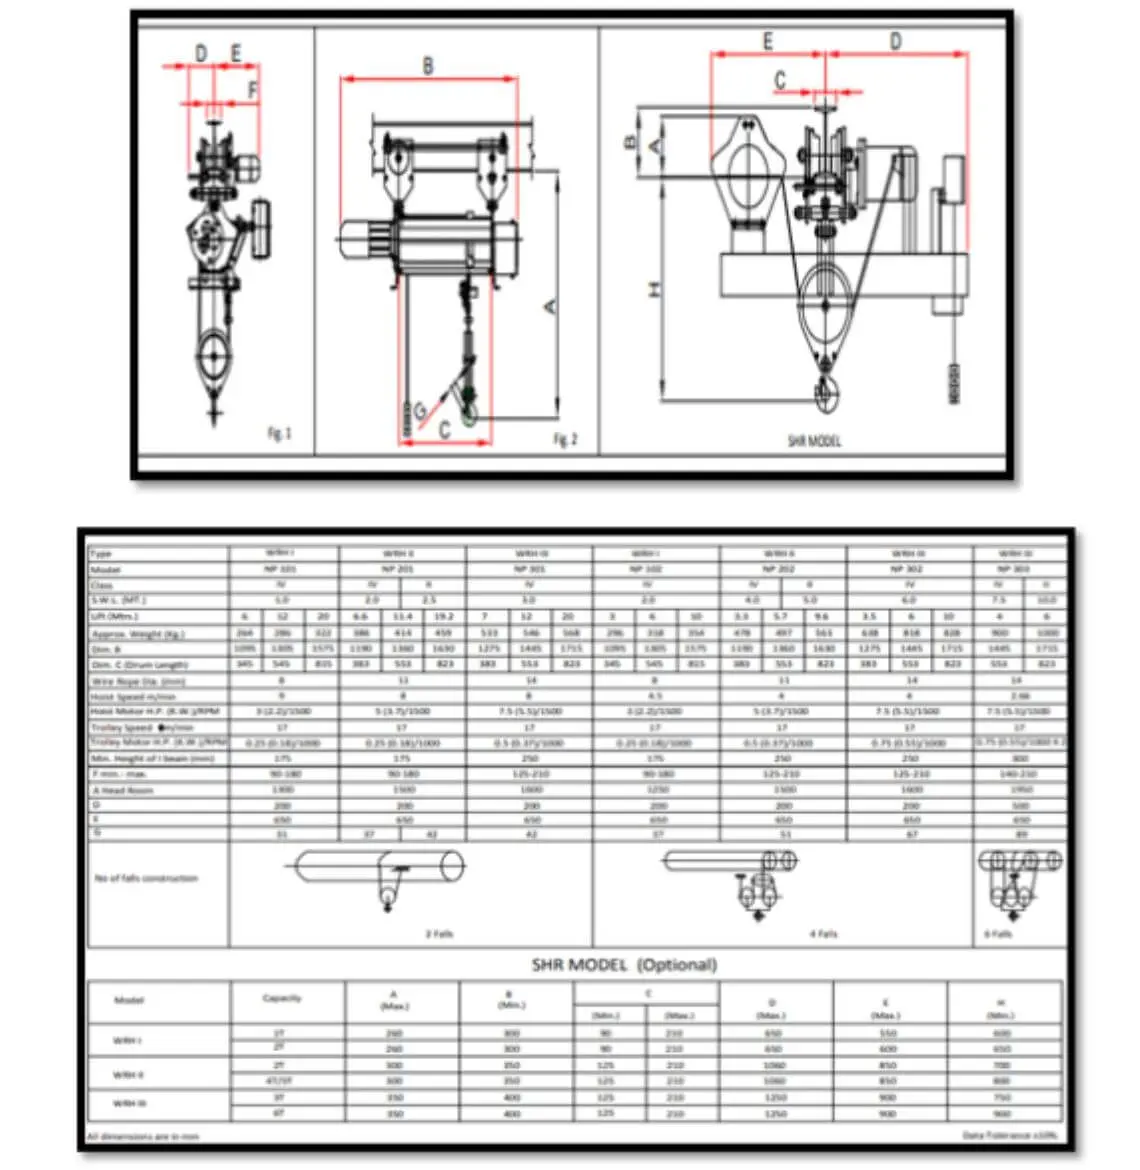 D E
F
Fig. 1
B
A
G
C
Fig. 2
E D
C
B A
H
SHR MODEL
Type WRH I WRH II WRH III WRH I WRH II WRH III WRH III
Model NP 101 NP 201 NP 301 NP 102 NP 202 NP 302 NP 303
Class IV IV II IV IV IV II IV IV II
S.W.L. (MT.) 1.0 2.0 2.5 3.0 2.0 4.0 5.0 6.0 7.5 10.0
Lift (Mtrs.) 6 12 20 6.6 11.4 19.2 7 12 20 3 6 10 3.3 5.7 9.6 3.5 6 10 4 6
Approx. Weight (Kg.) 264 286 322 386 414 459 533 546 568 296 318 354 478 497 563 638 818 828 900 1000
Dim. B 1095 1305 1575 1190 1360 1630 1275 1445 1715 1095 1305 1575 1190 1360 1630 1275 1445 1715 1445 1715
Dim. C (Drum Length) 345 545 815 383 553 823 383 553 823 345 545 815 383 553 823 383 553 823 553 823
Wire Rope Dia. (mm) 8 11 14 8 11 14 14
Hoist Speed m/min 9 8 8 4.5 4 4 2.66
Hoist Motor H.P. (K.W.)/RPM 3 (2.2)/1500 5 (3.7)/1500 7.5 (5.5)/1500 3 (2.2)/1500 5 (3.7)/1500 7.5 (5.5)/1500 7.5 (5.5)/1500
Trolley Speed m/min 17 17 17 17 17 17 17
Trolley Motor H.P. (K.W.)/RPM 0.25 (0.18)/1000 0.25 (0.18)/1000 0.5 (0.37)/1000 0.25 (0.18)/1000 0.5 (0.37)/1000 0.75 (0.55)/1000 0.75 (0.55)/1000 X 2
Min. Height of I beam (mm) 175 175 250 175 250 250 300
F min.- max. 90-180 90-180 125-210 90-180 125-210 125-210 140-210
A Head Room 1300 1500 1600 1250 1500 1600 1950
D 200 200 200 200 200 200 500
E 650 650 650 650 650 650 650
G 31 37 42 42 37 51 67 89
No of falls construction
2 Falls 4 Falls 6 Falls
SHR MODEL (Optional)
Model Capacity A (Max.) B (Min.) C D (Max.) E (Max.) H (Min.)
(Min.) (Max.)
WRH I 1T 260 300 90 210 650 550 600
2T 260 300 90 210 650 600 650
WRH II 2T 300 350 125 210 1060 850 700
4T/5T 300 350 125 210 1060 850 800
WRH III 3T 350 400 125 210 1250 900 750
6T 350 400 125 210 1250 900 900
All dimensions are in mm Data Tolerance ±10%